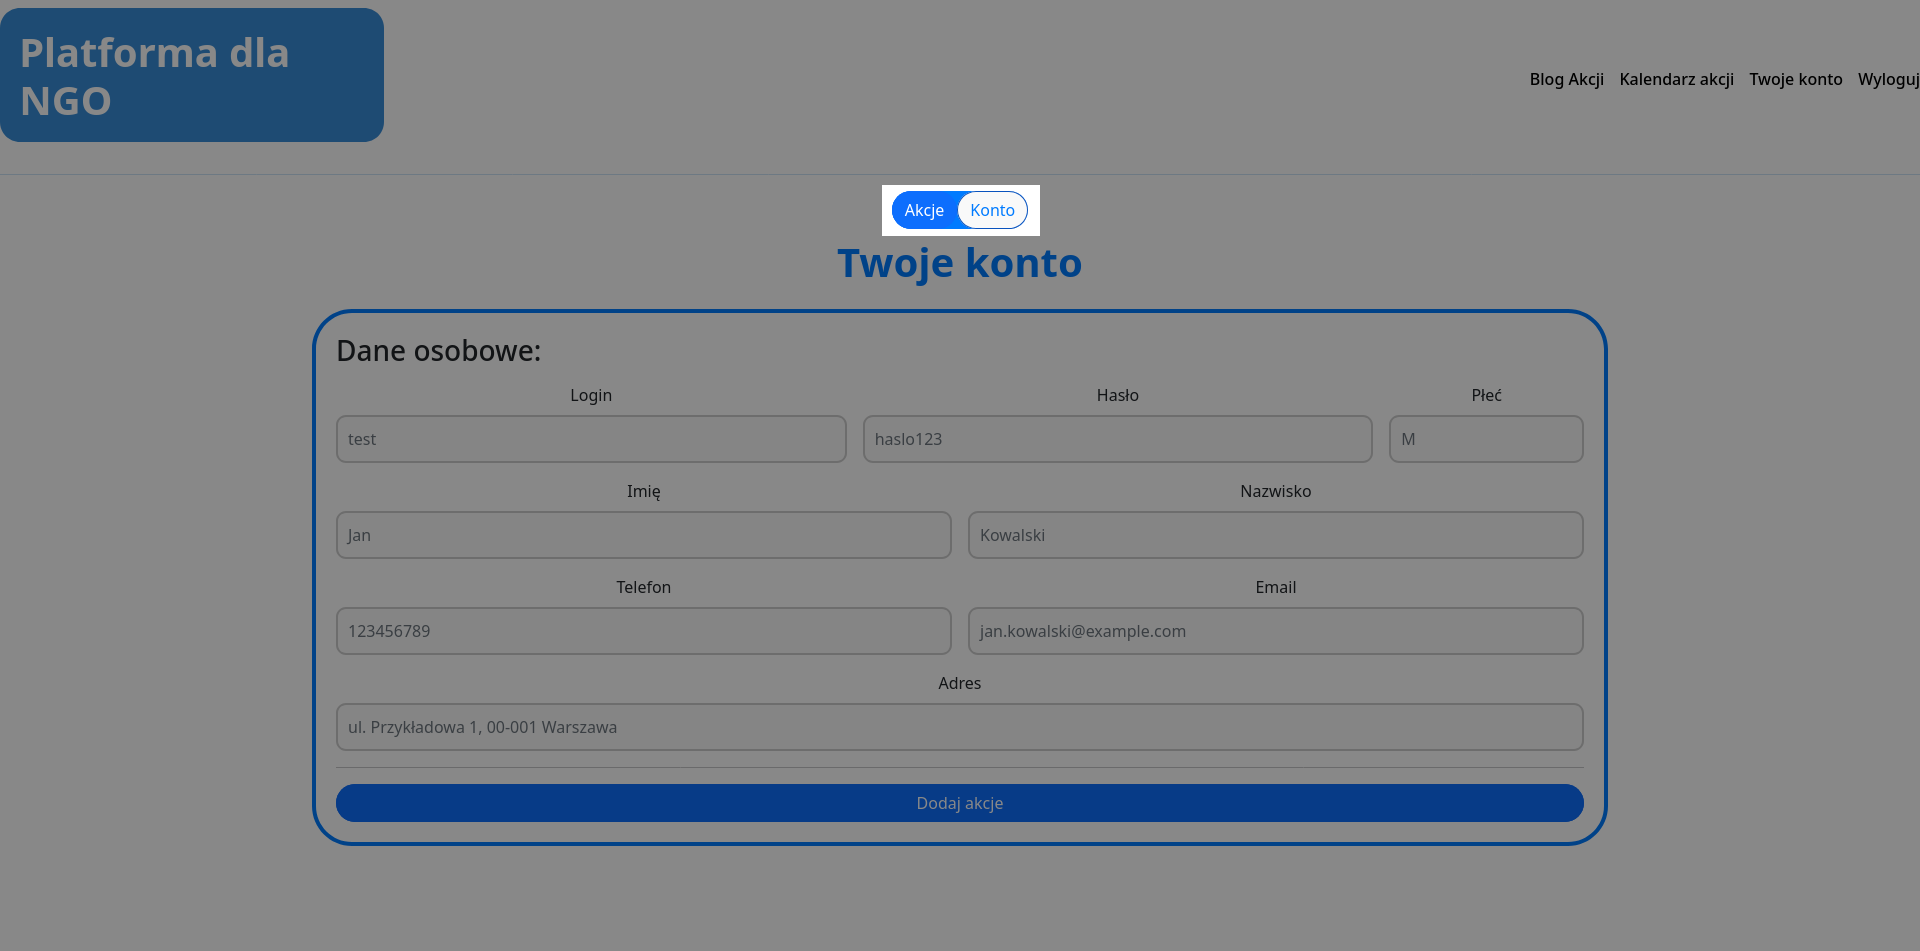 Platforma dla
NGO
Blog Akcji Kalendarz akcji Twoje konto Wyloguj
Akcje Konto
Twoje konto
Dane osobowe:
Login Hasło Płeć
test haslo123 M
Imię Nazwisko
Jan Kowalski
Telefon Email
123456789 jan.kowalski@example.com
Adres
ul. Przykładowa 1, 00-001 Warszawa
Dodaj akcje